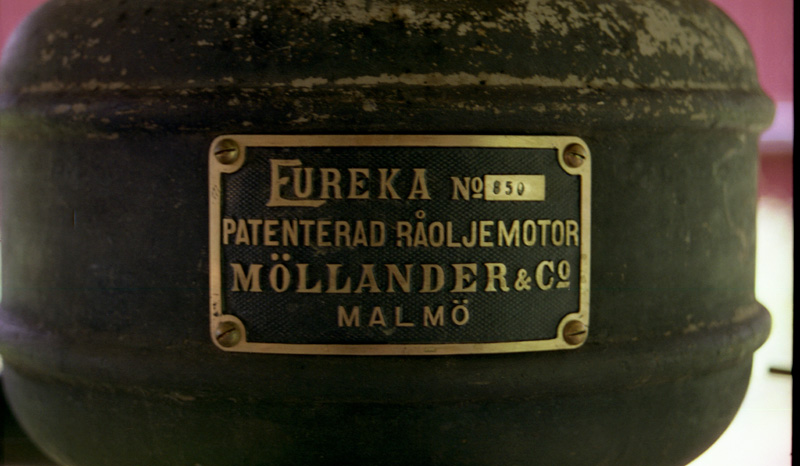 EUREKA Nº 850
PATENTERAD RÅOLJEMOTOR
MÖLLANDER & Cº
MALMÖ